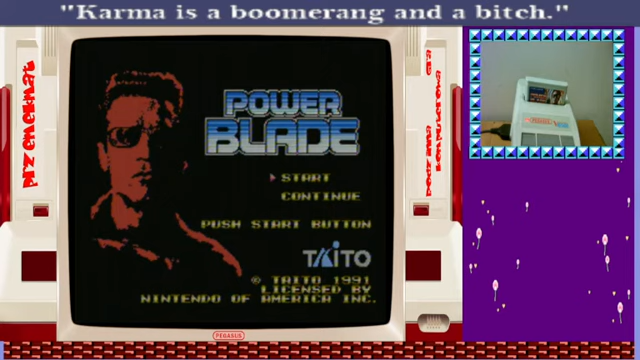 "Karma is a boomerang and a bitch."
POWER
BLADE
START
CONTINUE
PUSH START BUTTON
TAITO
© TAITO 1991
LICENSED BY
NINTENDO OF AMERICA INC.
PEGASUS